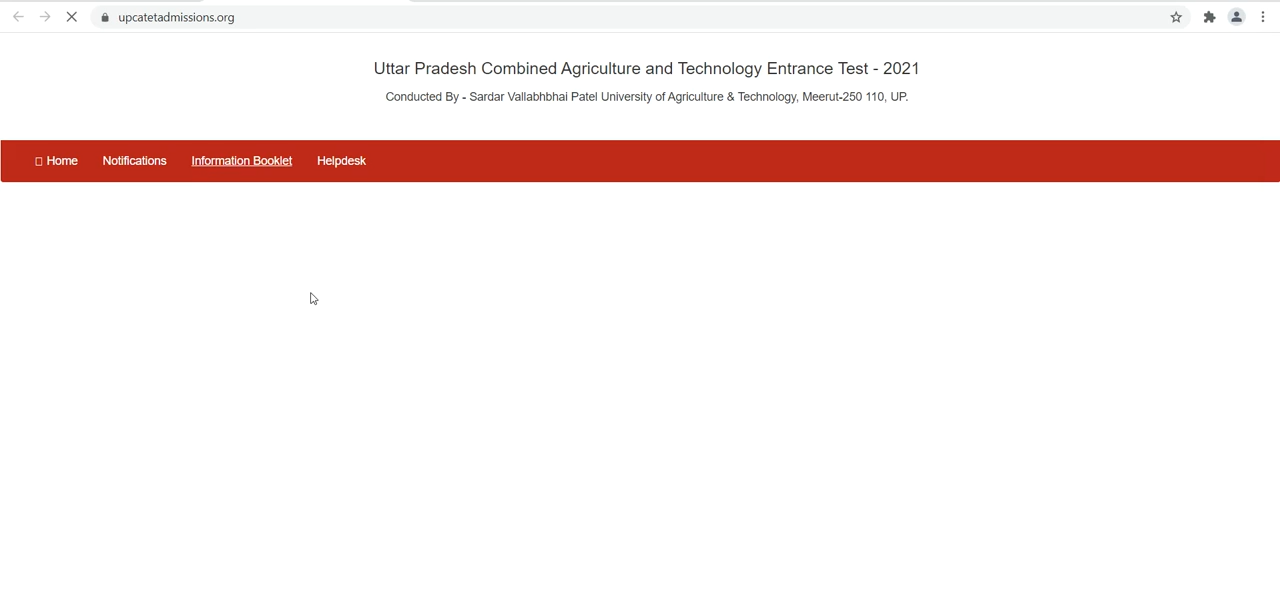 upcatetadmissions.org
Uttar Pradesh Combined Agriculture and Technology Entrance Test - 2021
Conducted By - Sardar Vallabhbhai Patel University of Agriculture & Technology, Meerut-250 110, UP.
Home Notifications Information Booklet Helpdesk